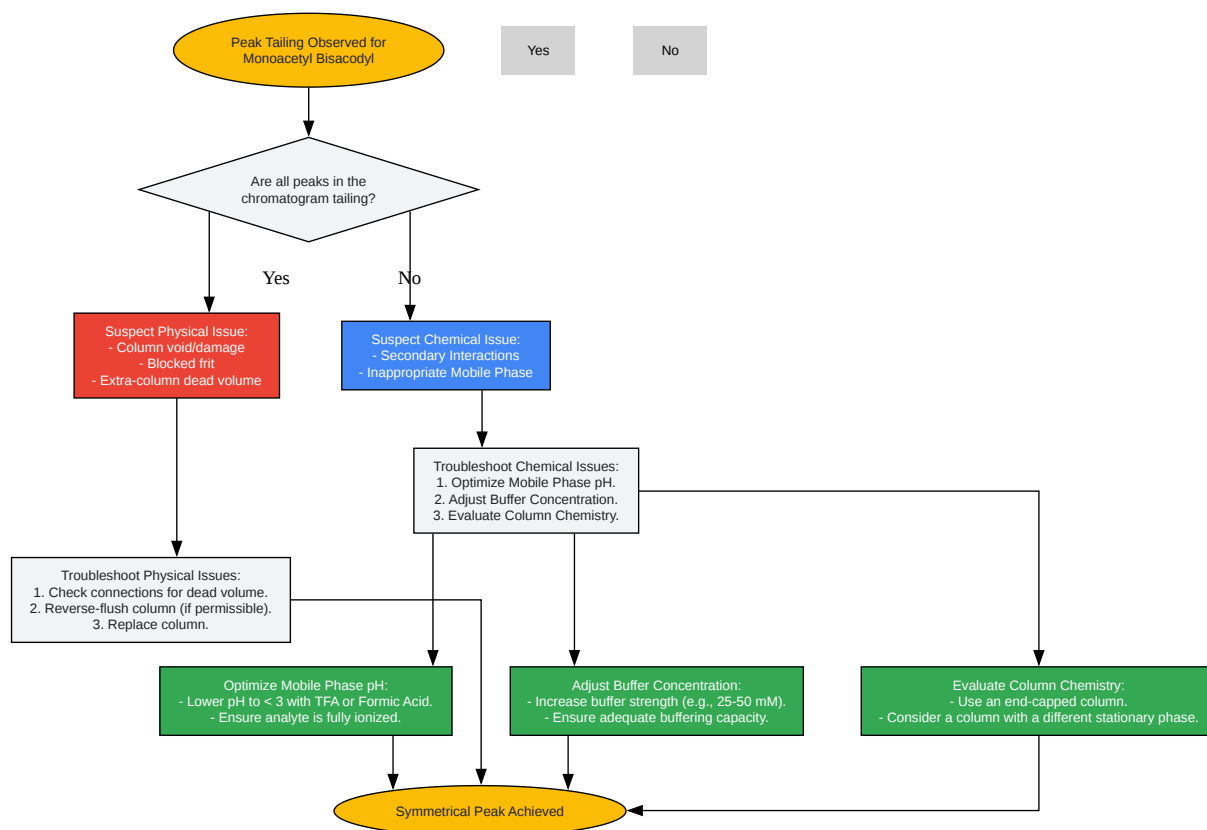 Peak Tailing Observed for
Monoacetyl Bisacodyl
Yes
No
Are all peaks in the
chromatogram tailing?
Yes
No
Suspect Physical Issue:
- Column void/damage
- Blocked frit
- Extra-column dead volume
Suspect Chemical Issue:
- Secondary Interactions
- Inappropriate Mobile Phase
Troubleshoot Chemical Issues:
1. Optimize Mobile Phase pH.
2. Adjust Buffer Concentration.
3. Evaluate Column Chemistry.
Troubleshoot Physical Issues:
1. Check connections for dead volume.
2. Reverse-flush column (if permissible).
3. Replace column.
Optimize Mobile Phase pH:
- Lower pH to < 3 with TFA or Formic Acid.
- Ensure analyte is fully ionized.
Adjust Buffer Concentration:
- Increase buffer strength (e.g., 25-50 mM).
- Ensure adequate buffering capacity.
Evaluate Column Chemistry:
- Use an end-capped column.
- Consider a column with a different stationary phase.
Symmetrical Peak Achieved